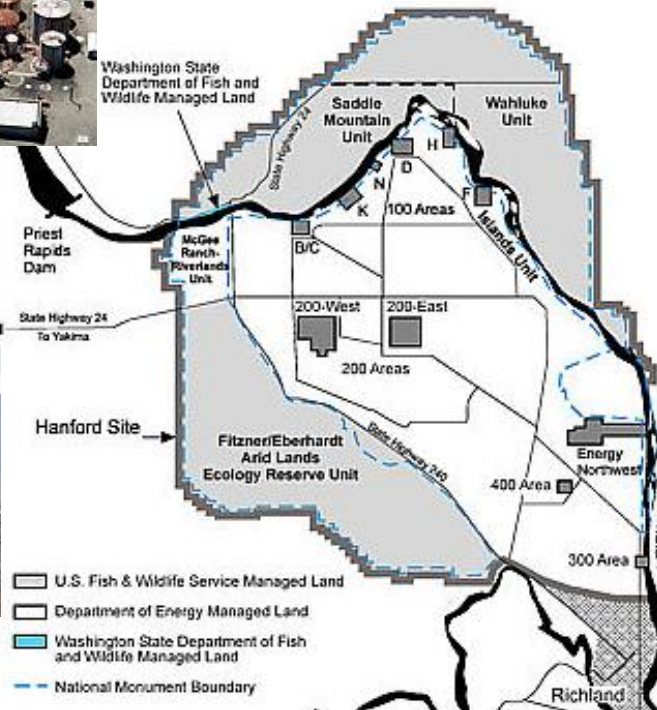 Washington State
Department of Fish and
Wildlife Managed Land
Saddle
Mountain
Unit
Wahluke
Unit
State Highway 24
H
D
N
K
F
100 Areas
Islands Unit
Priest
Rapids
Dam
McGee
Ranch-
Riverlands
Unit
B/C
State Highway 24
To Yakima
200-West
200-East
200 Areas
Hanford Site
Fitzner/Eberhardt
Arid Lands
Ecology Reserve Unit
State Highway 240
Energy
Northwest
400 Area
300 Area
U.S. Fish & Wildlife Service Managed Land
Department of Energy Managed Land
Washington State Department of Fish
and Wildlife Managed Land
National Monument Boundary
Richland